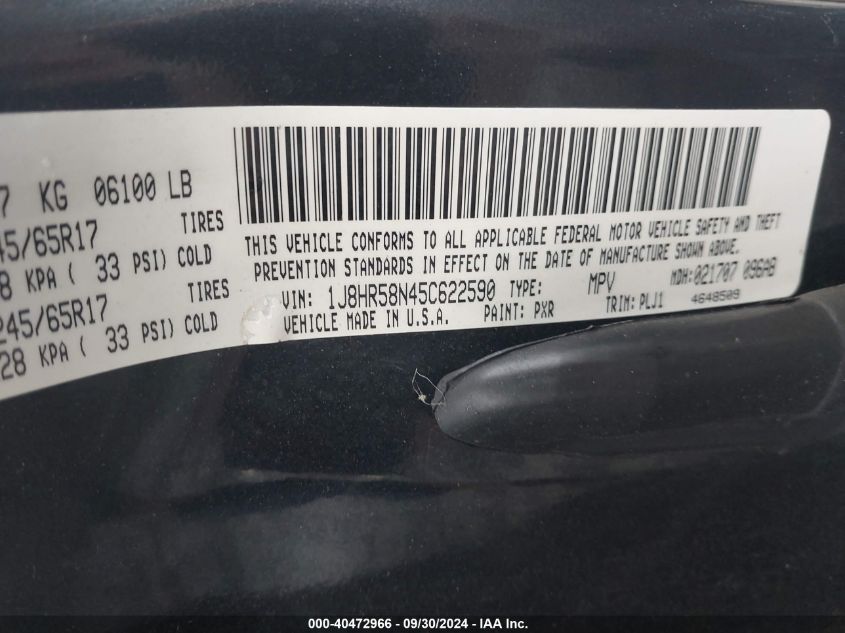 7 KG 06100 LB
45/65R17 TIRES
8 KPA ( 33 PSI) COLD
245/65R17 TIRES
28 KPA ( 33 PSI) COLD
THIS VEHICLE CONFORMS TO ALL APPLICABLE FEDERAL MOTOR VEHICLE SAFETY AND THEFT
PREVENTION STANDARDS IN EFFECT ON THE DATE OF MANUFACTURE SHOWN ABOVE.
VIN: 1J8HR58N45C622590 TYPE: MPV MDH:021707 096AB
VEHICLE MADE IN U.S.A. PAINT: PXR TRIM: PLJ1 4648509
000-40472966 - 09/30/2024 - IAA Inc.